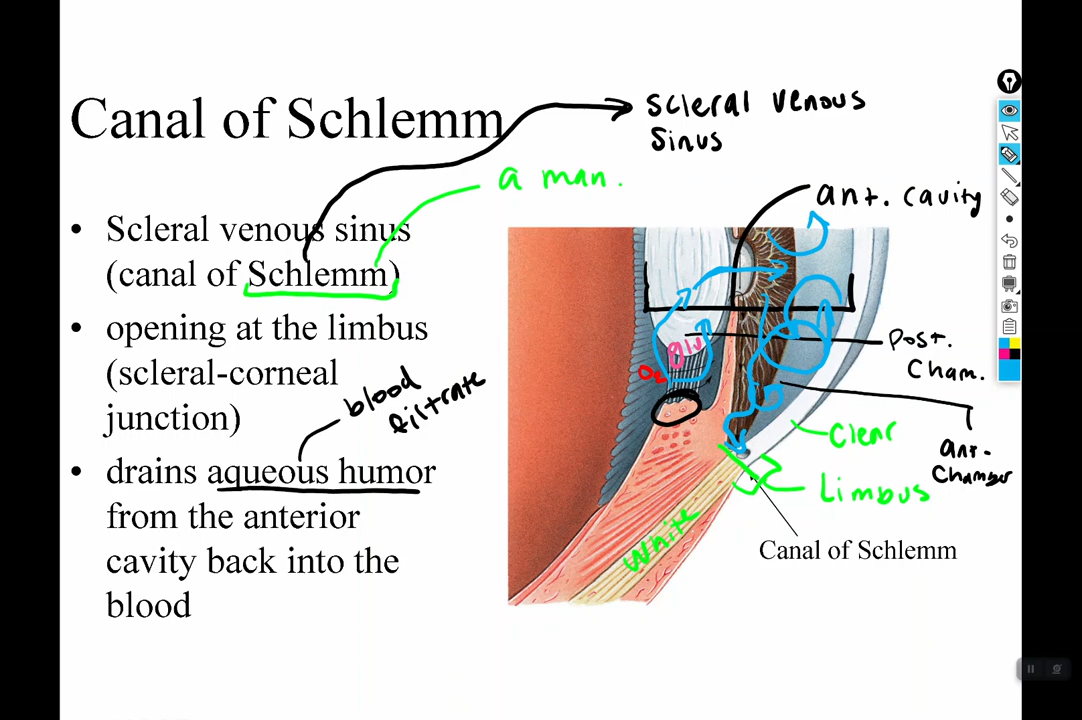 Canal of Schlemm
scleral venous
sinus
a man.
ant. cavity
• Scleral venous sinus
(canal of Schlemm)
• opening at the limbus
(scleral-corneal
junction)
blood
filtrate
• drains aqueous humor
from the anterior
cavity back into the
blood
glu
O2
Post.
Cham.
Clear
ant.
Chamber
Limbus
White
Canal of Schlemm